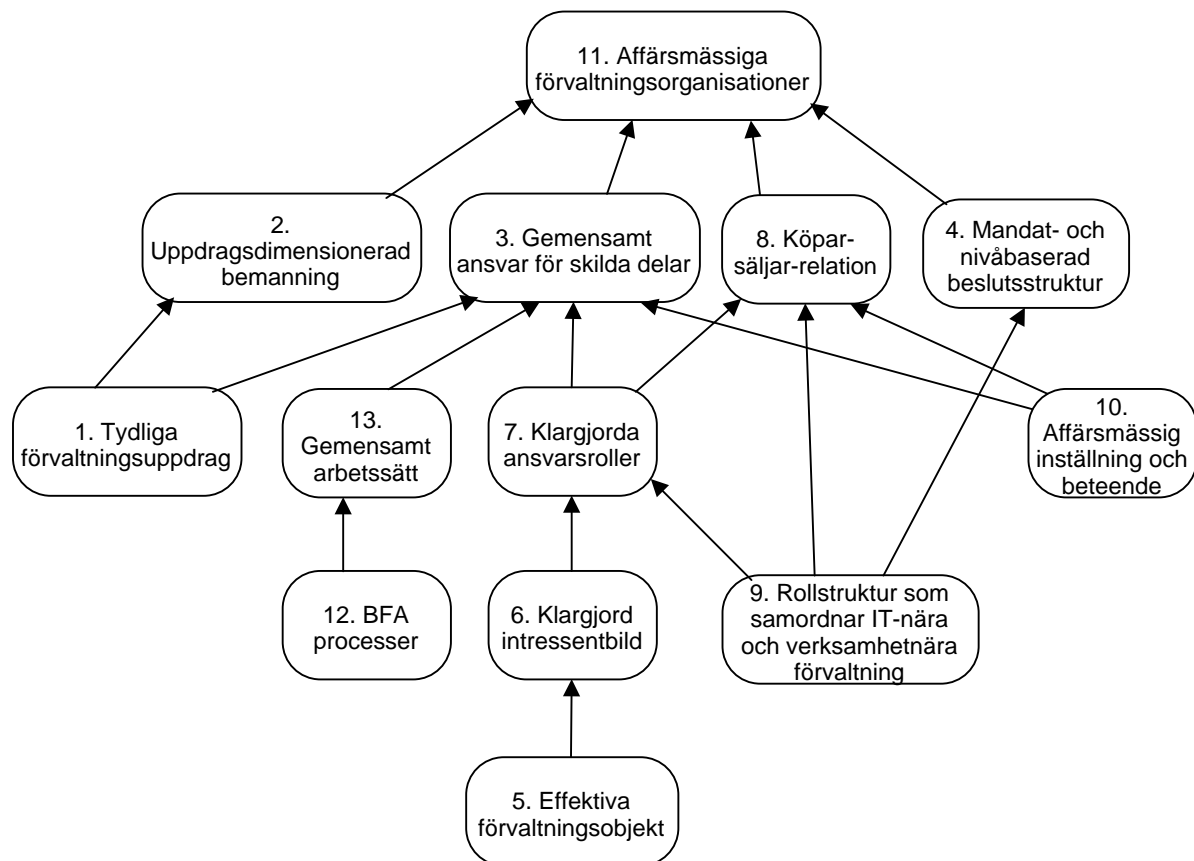 11. Affärsmässiga
förvaltningsorganisationer
2.
Uppdragsdimensionerad
bemanning
3. Gemensamt
ansvar för skilda delar
8. Köpar-
säljar-relation
4. Mandat- och
nivåbaserad
beslutsstruktur
1. Tydliga
förvaltningsuppdrag
13.
Gemensamt
arbetssätt
7. Klargjorda
ansvarsroller
10.
Affärsmässig
inställning och
beteende
12. BFA
processer
6. Klargjord
intressentbild
9. Rollstruktur som
samordnar IT-nära
och verksamhetnära
förvaltning
5. Effektiva
förvaltningsobjekt